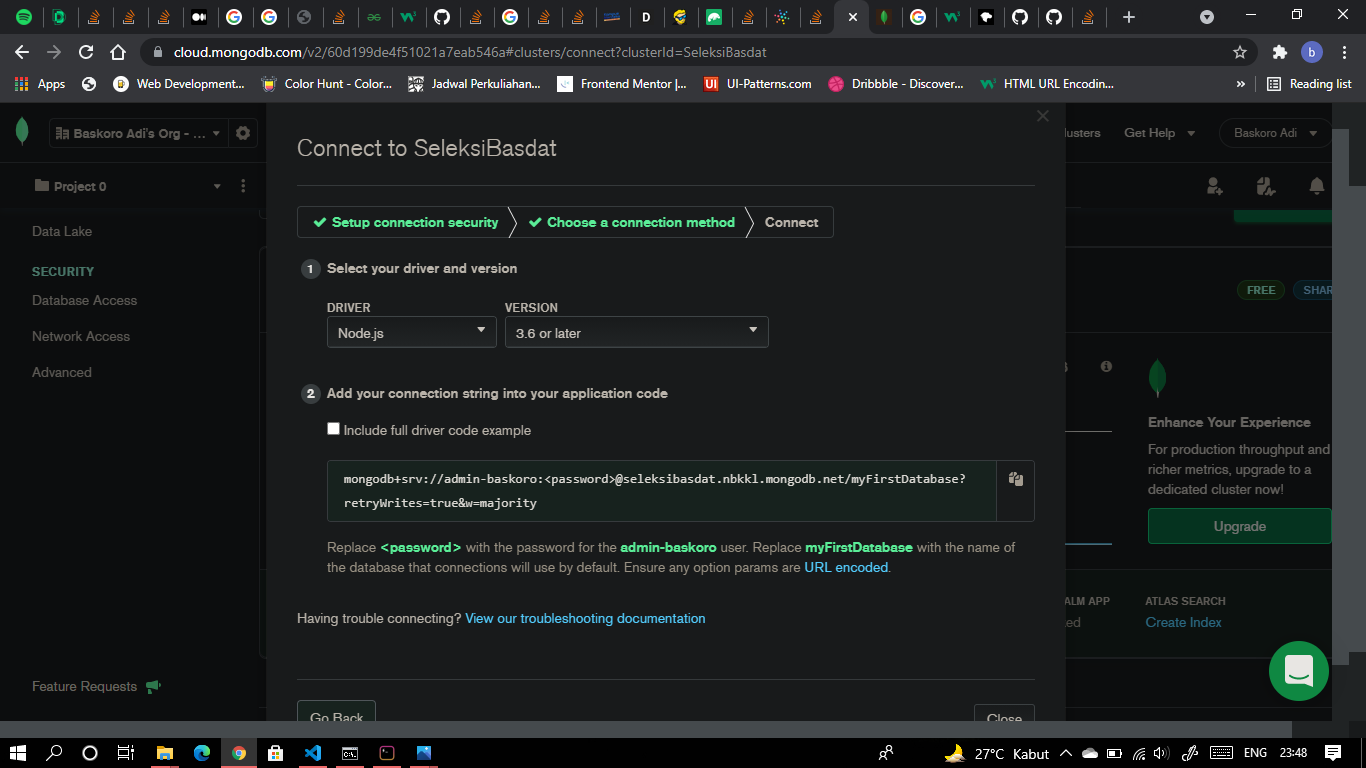 cloud.mongodb.com/v2/60d199de4f51021a7eab546a#clusters/connect?clusterId=SeleksiBasdat
b
Apps
Web Development...
Color Hunt - Color...
Jadwal Perkuliahan...
Frontend Mentor |...
UI-Patterns.com
Dribbble - Discover...
HTML URL Encodin...
»
Reading list
Baskoro Adi's Org - ...
lusters
Get Help
Baskoro Adi
Project 0
Data Lake
SECURITY
Database Access
Network Access
Advanced
Feature Requests
Connect to SeleksiBasdat
Setup connection security
Choose a connection method
Connect
1 Select your driver and version
DRIVER VERSION
Node.js 3.6 or later
2 Add your connection string into your application code
Include full driver code example
mongodb+srv://admin-baskoro:<password>@seleksibasdat.nbkkl.mongodb.net/myFirstDatabase?
retryWrites=true&w=majority
Replace <password> with the password for the admin-baskoro user. Replace myFirstDatabase with the name of
the database that connections will use by default. Ensure any option params are URL encoded.
Having trouble connecting? View our troubleshooting documentation
Go Back
Close
FREE
SHAR
Enhance Your Experience
For production throughput and
richer metrics, upgrade to a
dedicated cluster now!
Upgrade
ALM APP
ed
ATLAS SEARCH
Create Index
27°C Kabut
ENG
23:48